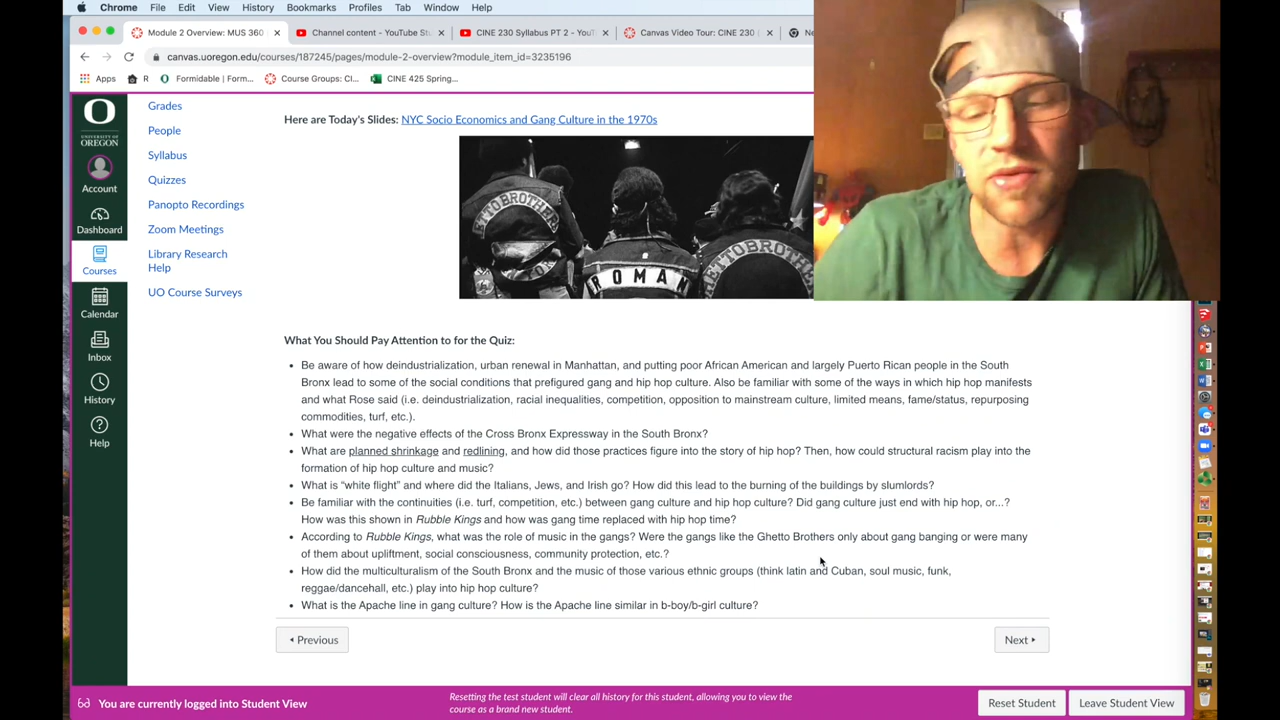 Chrome File Edit View History Bookmarks Profiles Tab Window Help
Module 2 Overview: MUS 360 Channel content - YouTube St CINE 230 Syllabus PT 2 - YouT Canvas Video Tour: CINE 230 Ne
canvas.uoregon.edu/courses/187245/pages/module-2-overview?module_item_id=3235196
Apps R Formidable | Form... Course Groups: CI... CINE 425 Spring...
O
UNIVERSITY OF OREGON
Account
Dashboard
Courses
Calendar
Inbox
History
Help
Grades
People
Syllabus
Quizzes
Panopto Recordings
Zoom Meetings
Library Research
Help
UO Course Surveys
Here are Today's Slides: NYC Socio Economics and Gang Culture in the 1970s
ETTOBROTHER
ROMAN
ETTOBROTH
What You Should Pay Attention to for the Quiz:
• Be aware of how deindustrialization, urban renewal in Manhattan, and putting poor African American and largely Puerto Rican people in the South
Bronx lead to some of the social conditions that prefigured gang and hip hop culture. Also be familiar with some of the ways in which hip hop manifests
and what Rose said (i.e. deindustrialization, racial inequalities, competition, opposition to mainstream culture, limited means, fame/status, repurposing
commodities, turf, etc.).
• What were the negative effects of the Cross Bronx Expressway in the South Bronx?
• What are planned shrinkage and redlining, and how did those practices figure into the story of hip hop? Then, how could structural racism play into the
formation of hip hop culture and music?
• What is “white flight” and where did the Italians, Jews, and Irish go? How did this lead to the burning of the buildings by slumlords?
• Be familiar with the continuities (i.e. turf, competition, etc.) between gang culture and hip hop culture? Did gang culture just end with hip hop, or...?
How was this shown in Rubble Kings and how was gang time replaced with hip hop time?
• According to Rubble Kings, what was the role of music in the gangs? Were the gangs like the Ghetto Brothers only about gang banging or were many
of them about upliftment, social consciousness, community protection, etc.?
• How did the multiculturalism of the South Bronx and the music of those various ethnic groups (think latin and Cuban, soul music, funk,
reggae/dancehall, etc.) play into hip hop culture?
• What is the Apache line in gang culture? How is the Apache line similar in b-boy/b-girl culture?
Previous
Next
You are currently logged into Student View
Resetting the test student will clear all history for this student, allowing you to view the
course as a brand new student.
Reset Student
Leave Student View